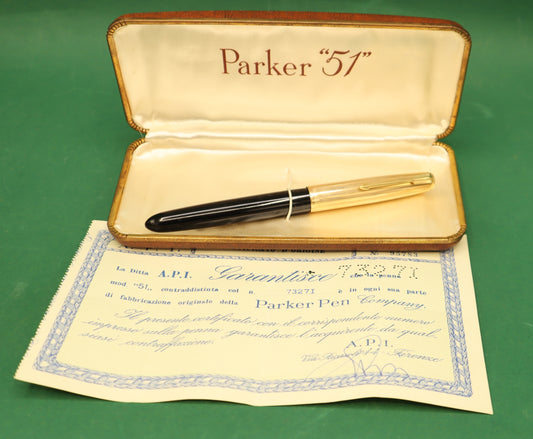 Parker "51"
N. 95783
La Ditta A.P.I. Garantisce che la penna 73271
mod "51" contraddistinta col n. 73271 è in ogni sua parte
di fabbricazione originale della Parker Pen Company.
Il presente certificato con il corrispondente numero
impresso sulla penna garantisce l'acquirente da qual-
siasi contraffazione.
A.P.I.
Firenze